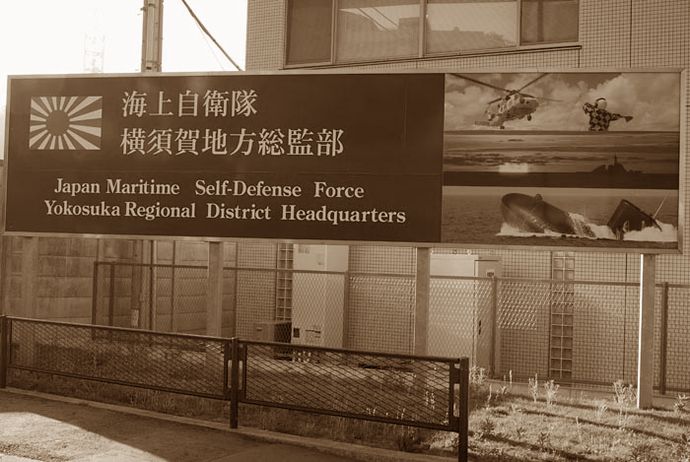 海上自衛隊
横須賀地方総監部
Japan Maritime Self-Defense Force
Yokosuka Regional District Headquarters